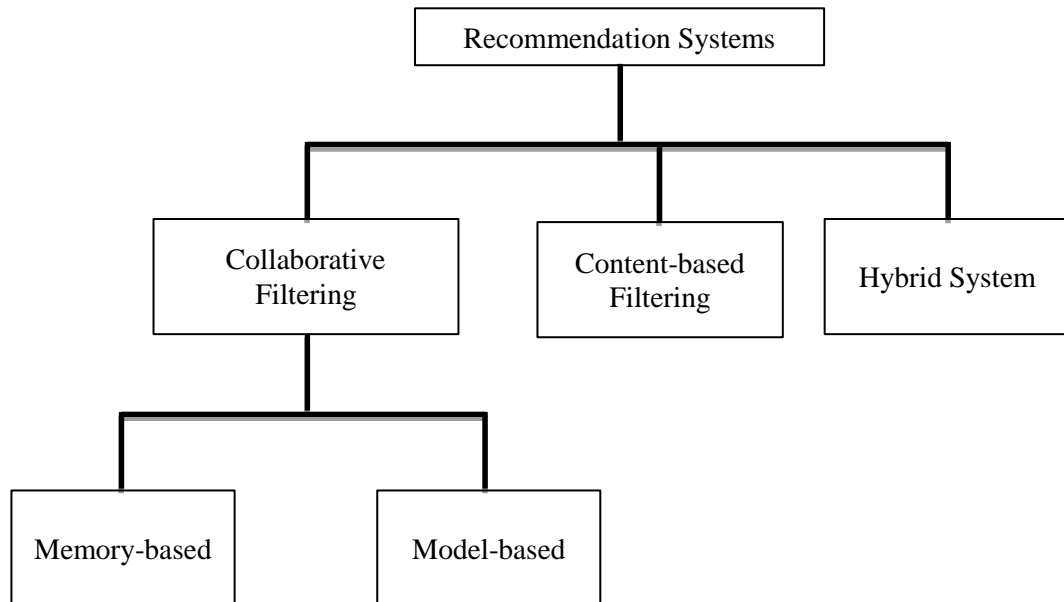 Recommendation Systems
Collaborative
Filtering
Content-based
Filtering
Hybrid System
Memory-based
Model-based